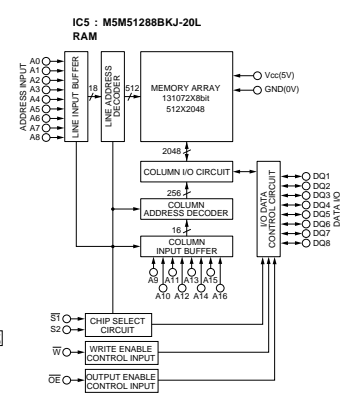 IC5 : M5M51288BKJ-20L
RAM
ADDRESS INPUT
A0
A1
A2
A3
A4
A5
A6
A7
A8
LINE INPUT BUFFER
18
LINE ADDRESS DECODER
512
MEMORY ARRAY
131072X8bit
512X2048
Vcc(5V)
GND(0V)
2048
COLUMN I/O CIRCUIT
256
COLUMN
ADDRESS DECODER
16
COLUMN
INPUT BUFFER
I/O DATA CONTROL CIRCUIT
DQ1
DQ2
DQ3
DQ4
DQ5
DQ6
DQ7
DQ8
DATA I/O
A9 A11 A13 A15
A10 A12 A14 A16
S1
S2
CHIP SELECT
CIRCUIT
W
WRITE ENABLE
CONTROL INPUT
OE
OUTPUT ENABLE
CONTROL INPUT